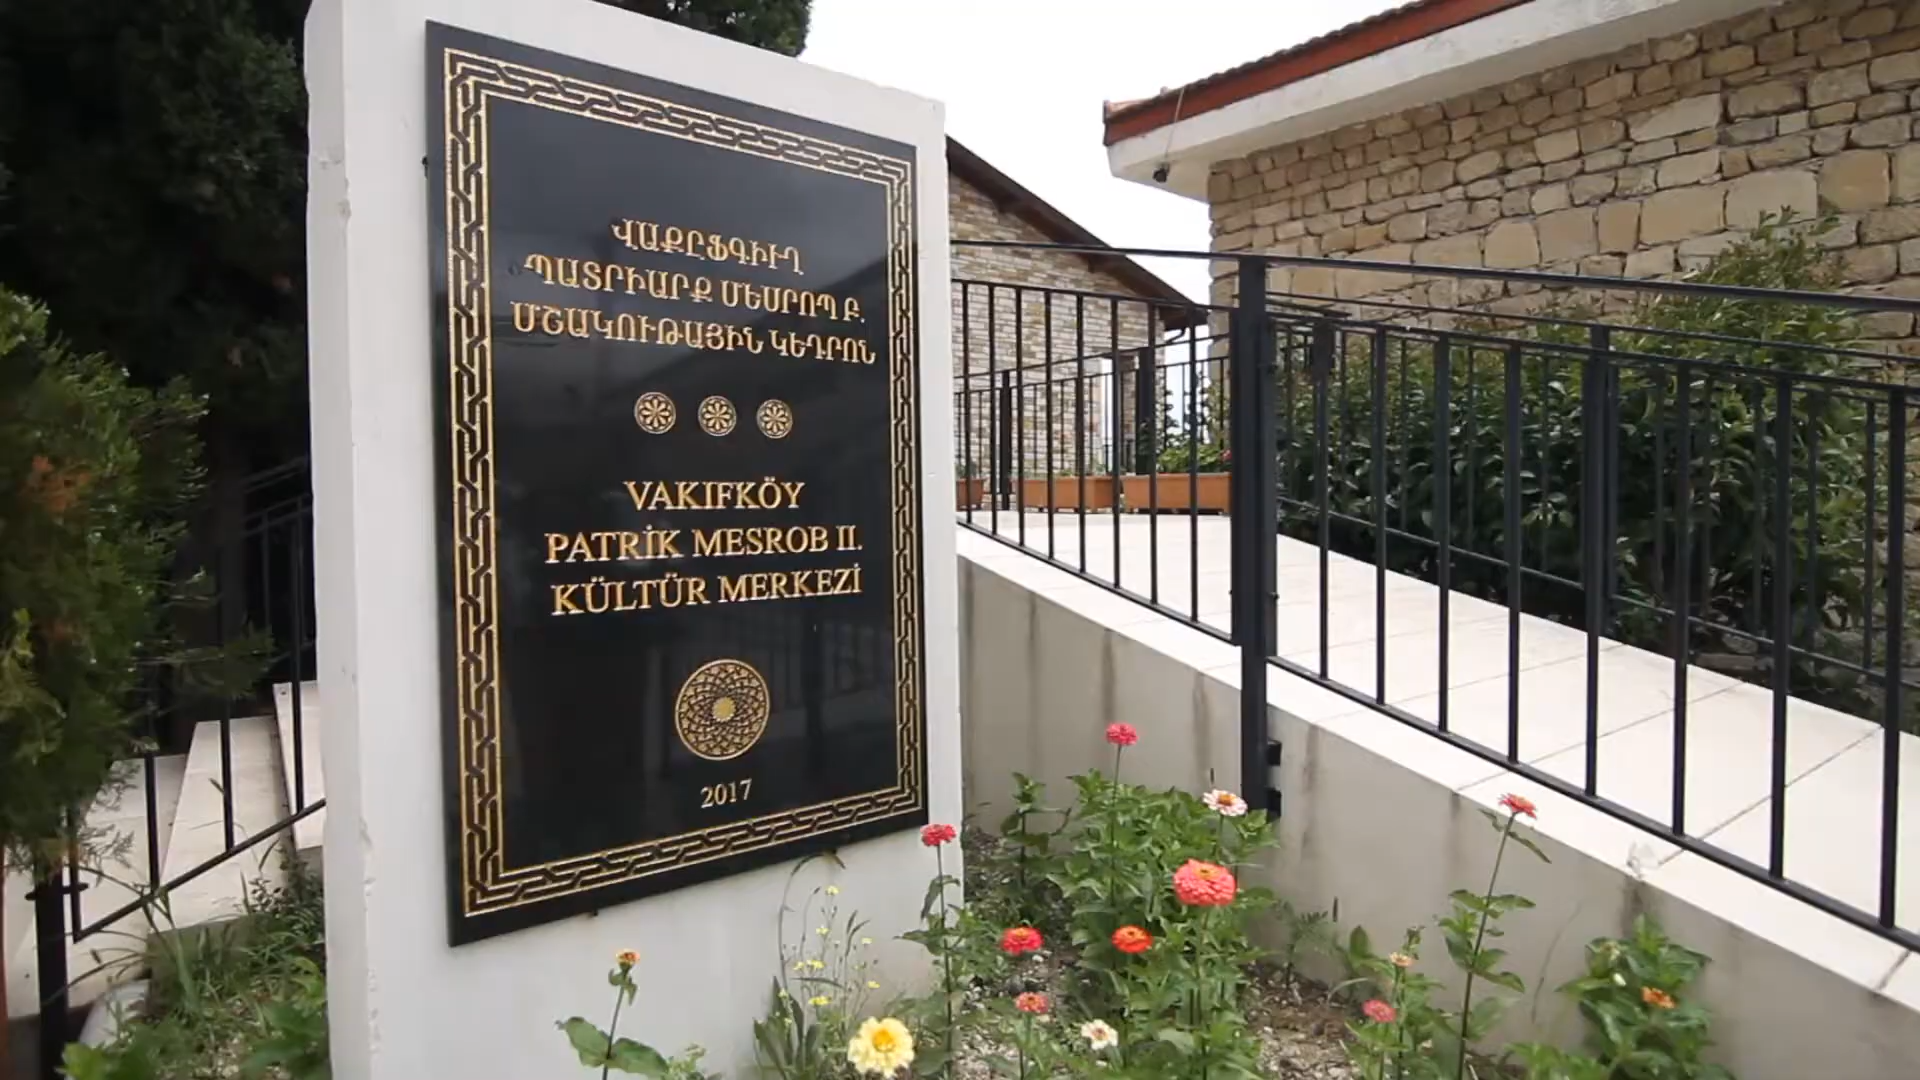 ՎԱՔԸՖԳԻՒՂ
ՊԱՏՐԻԱՐՔ ՄԵՍՐՈՊ Բ.
ՄՇԱԿՈՒԹԱՅԻՆ ԿԵԴՐՈՆ
VAKIFKÖY
PATRİK MESROB II.
KÜLTÜR MERKEZİ
2017